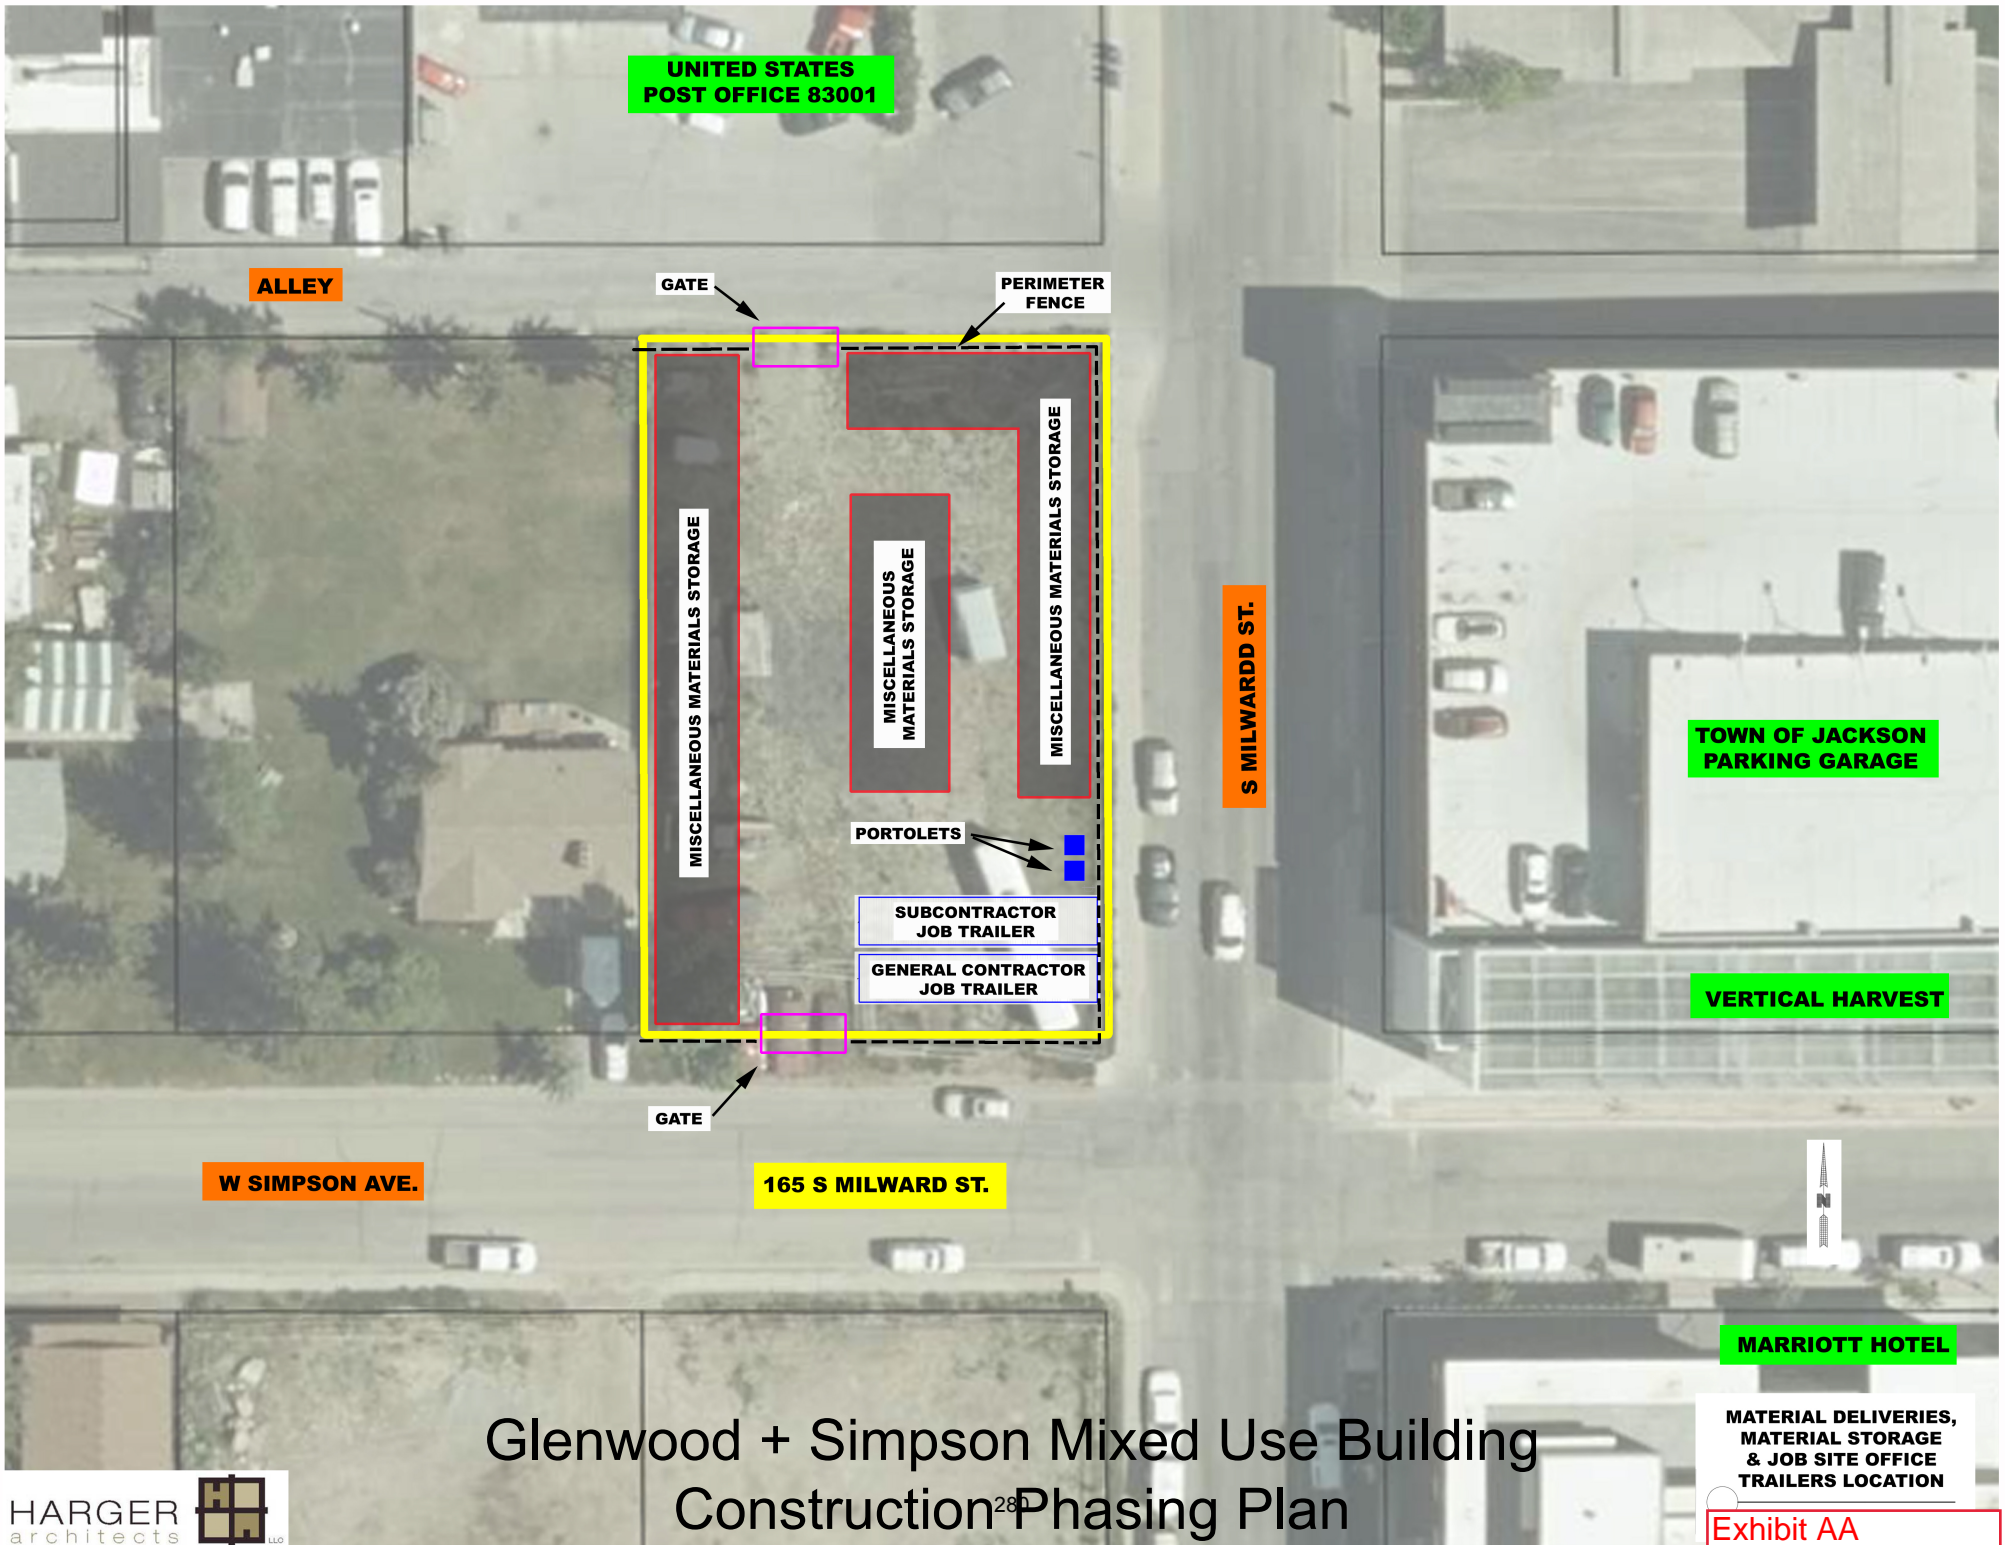 UNITED STATES
POST OFFICE 83001
ALLEY
GATE
PERIMETER
FENCE
MISCELLANEOUS MATERIALS STORAGE
MISCELLANEOUS
MATERIALS STORAGE
MISCELLANEOUS MATERIALS STORAGE
S MILWARDD ST.
TOWN OF JACKSON
PARKING GARAGE
PORTOLETS
SUBCONTRACTOR
JOB TRAILER
GENERAL CONTRACTOR
JOB TRAILER
VERTICAL HARVEST
GATE
W SIMPSON AVE.
165 S MILWARD ST.
N
MARRIOTT HOTEL
Glenwood + Simpson Mixed Use Building
Construction Phasing Plan
280
MATERIAL DELIVERIES,
MATERIAL STORAGE
& JOB SITE OFFICE
TRAILERS LOCATION
Exhibit AA
HARGER
architects
H
A
LLC